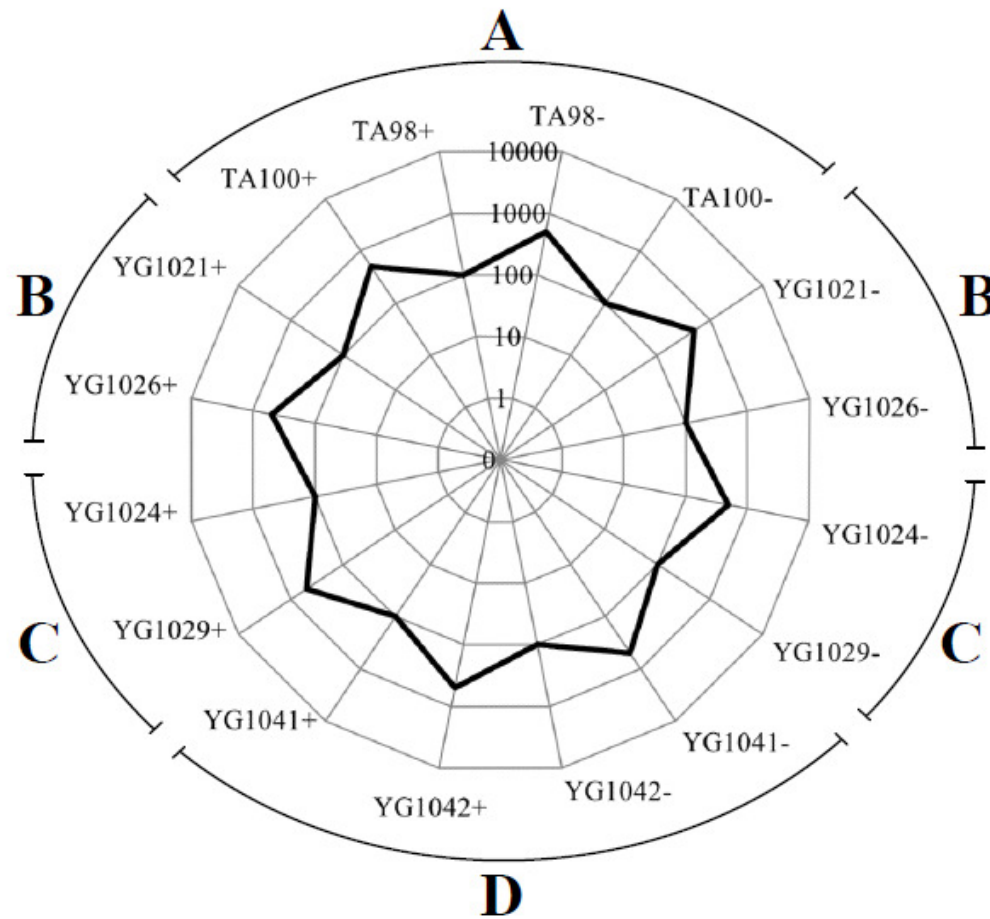 A
TA98+
TA98-
10000
TA100+
TA100-
1000
YG1021+
YG1021-
100
B
B
10
YG1026+
YG1026-
1
0
YG1024+
YG1024-
C
C
YG1029+
YG1029-
YG1041+
YG1041-
YG1042+
YG1042-
D